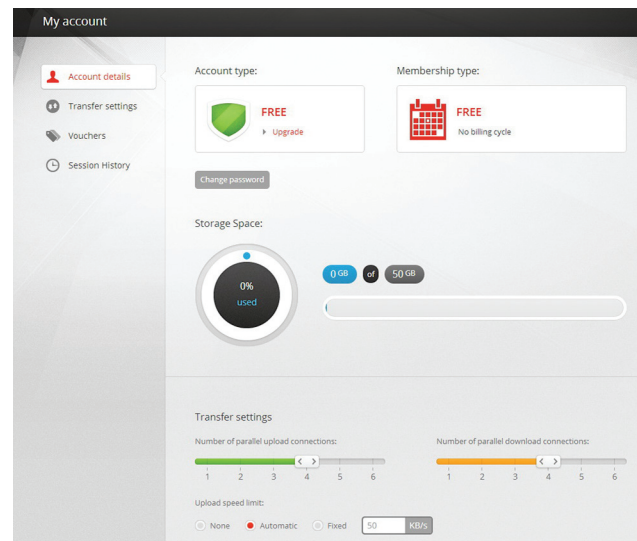 My account
Account details
Transfer settings
Vouchers
Session History
Account type:
FREE
Upgrade
Membership type:
FREE
No billing cycle
Change password
Storage Space:
0%
used
0 GB of 50 GB
Transfer settings
Number of parallel upload connections:
1 2 3 4 5 6
Number of parallel download connections:
1 2 3 4 5 6
Upload speed limit:
None Automatic Fixed 50 KB/s